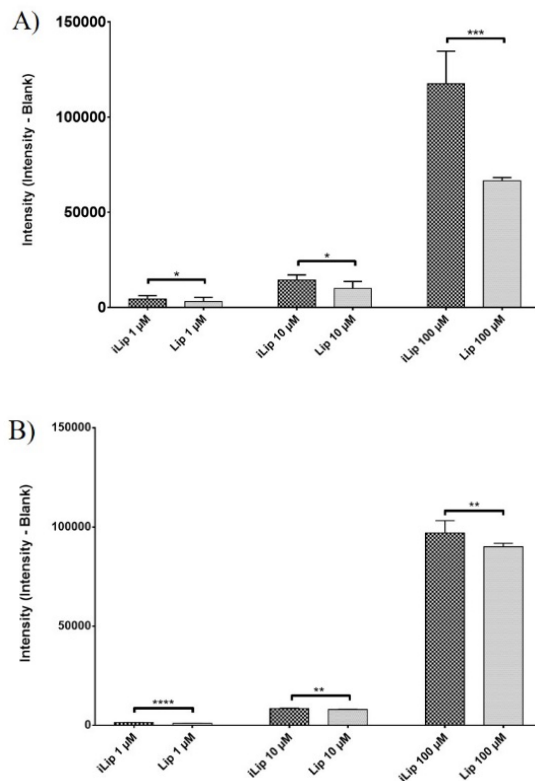 A)
Intensity (Intensity - Blank)
150000
100000
50000
0
***
*
*
iLip 1 µM
Lip 1 µM
iLip 10 µM
Lip 10 µM
iLip 100 µM
Lip 100 µM
B)
Intensity (Intensity - Blank)
150000
100000
50000
0
**
**
****
iLip 1 µM
Lip 1 µM
iLip 10 µM
Lip 10 µM
iLip 100 µM
Lip 100 µM